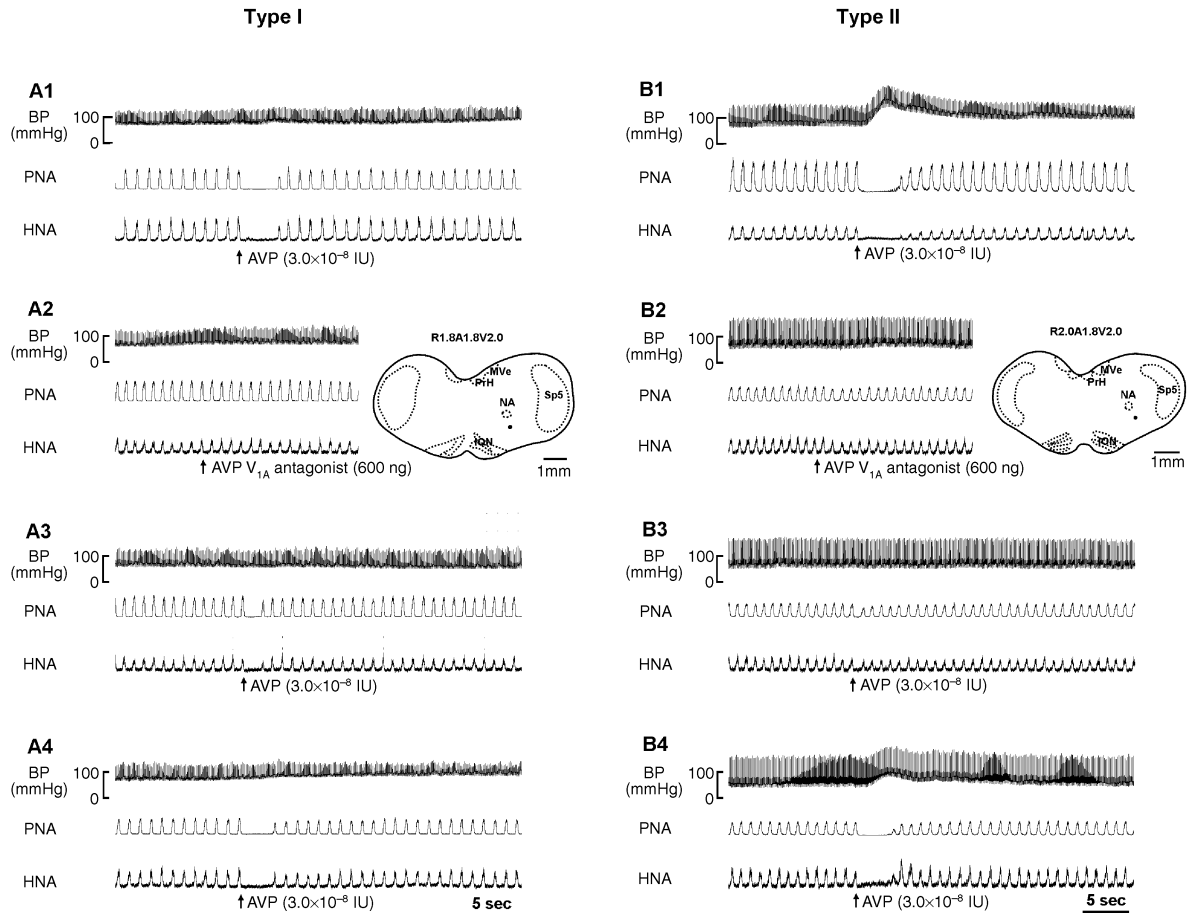 Type I
Type II
A1
BP
(mmHg)
100
0
PNA
HNA
AVP (3.0×10–8 IU)
B1
BP
(mmHg)
100
0
PNA
HNA
AVP (3.0×10–8 IU)
A2
BP
(mmHg)
100
0
PNA
HNA
AVP V1A antagonist (600 ng)
R1.8A1.8V2.0
MVe
PrH
NA
Sp5
ION
1mm
B2
BP
(mmHg)
100
0
PNA
HNA
AVP V1A antagonist (600 ng)
R2.0A1.8V2.0
MVe
PrH
NA
Sp5
ION
1mm
A3
BP
(mmHg)
100
0
PNA
HNA
AVP (3.0×10–8 IU)
B3
BP
(mmHg)
100
0
PNA
HNA
AVP (3.0×10–8 IU)
A4
BP
(mmHg)
100
0
PNA
HNA
AVP (3.0×10–8 IU)
5 sec
B4
BP
(mmHg)
100
0
PNA
HNA
AVP (3.0×10–8 IU)
5 sec